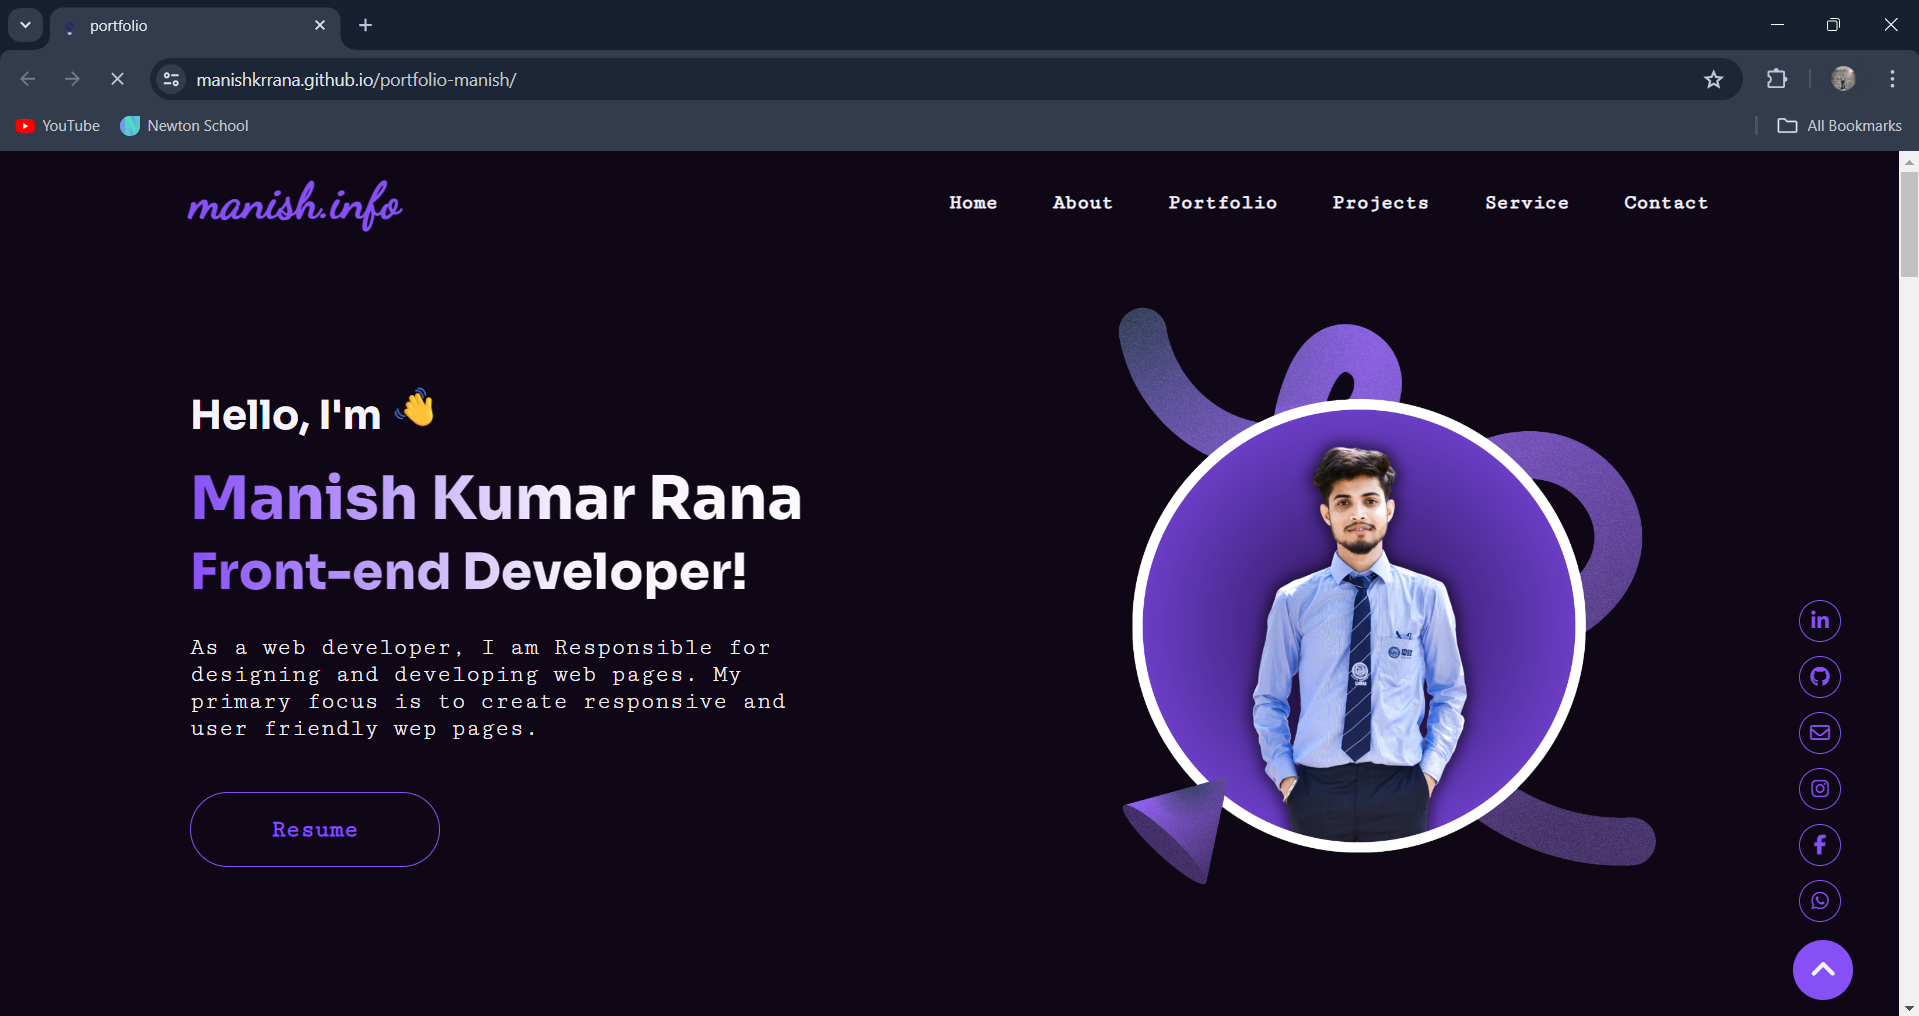 portfolio
manishkrrana.github.io/portfolio-manish/
YouTube
Newton School
All Bookmarks
manish.info
Home About Portfolio Projects Service Contact
Hello, I'm 👋
Manish Kumar Rana
Front-end Developer!
As a web developer, I am Responsible for
designing and developing web pages. My
primary focus is to create responsive and
user friendly wep pages.
Resume